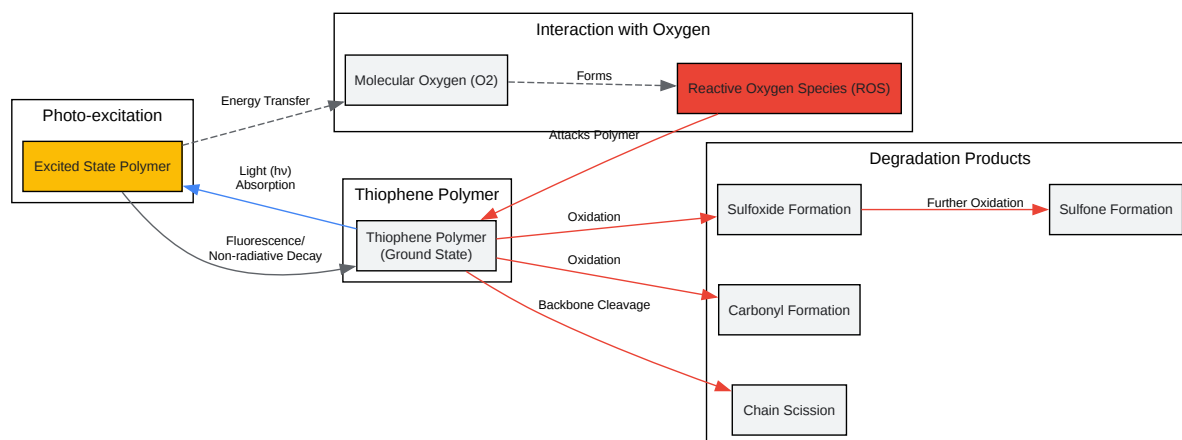 Interaction with Oxygen
Molecular Oxygen (O2)
Forms
Reactive Oxygen Species (ROS)
Photo-excitation
Energy Transfer
Excited State Polymer
Attacks Polymer
Light (hv)
Absorption
Fluorescence/
Non-radiative Decay
Thiophene Polymer
Thiophene Polymer
(Ground State)
Degradation Products
Oxidation
Sulfoxide Formation
Further Oxidation
Sulfone Formation
Oxidation
Carbonyl Formation
Backbone Cleavage
Chain Scission